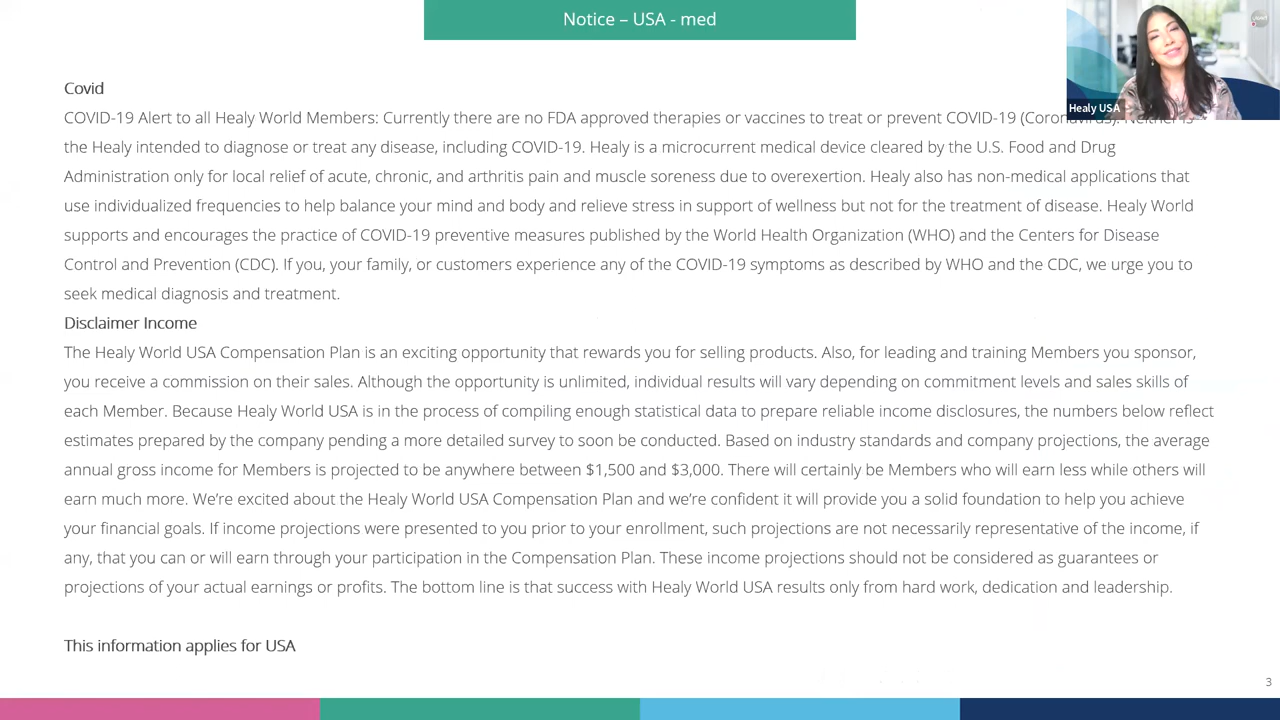 Notice – USA - med
Healy USA
Covid
COVID-19 Alert to all Healy World Members: Currently there are no FDA approved therapies or vaccines to treat or prevent COVID-19 (Coronavirus). Neither is
the Healy intended to diagnose or treat any disease, including COVID-19. Healy is a microcurrent medical device cleared by the U.S. Food and Drug
Administration only for local relief of acute, chronic, and arthritis pain and muscle soreness due to overexertion. Healy also has non-medical applications that
use individualized frequencies to help balance your mind and body and relieve stress in support of wellness but not for the treatment of disease. Healy World
supports and encourages the practice of COVID-19 preventive measures published by the World Health Organization (WHO) and the Centers for Disease
Control and Prevention (CDC). If you, your family, or customers experience any of the COVID-19 symptoms as described by WHO and the CDC, we urge you to
seek medical diagnosis and treatment.
Disclaimer Income
The Healy World USA Compensation Plan is an exciting opportunity that rewards you for selling products. Also, for leading and training Members you sponsor,
you receive a commission on their sales. Although the opportunity is unlimited, individual results will vary depending on commitment levels and sales skills of
each Member. Because Healy World USA is in the process of compiling enough statistical data to prepare reliable income disclosures, the numbers below reflect
estimates prepared by the company pending a more detailed survey to soon be conducted. Based on industry standards and company projections, the average
annual gross income for Members is projected to be anywhere between $1,500 and $3,000. There will certainly be Members who will earn less while others will
earn much more. We're excited about the Healy World USA Compensation Plan and we're confident it will provide you a solid foundation to help you achieve
your financial goals. If income projections were presented to you prior to your enrollment, such projections are not necessarily representative of the income, if
any, that you can or will earn through your participation in the Compensation Plan. These income projections should not be considered as guarantees or
projections of your actual earnings or profits. The bottom line is that success with Healy World USA results only from hard work, dedication and leadership.
This information applies for USA
3